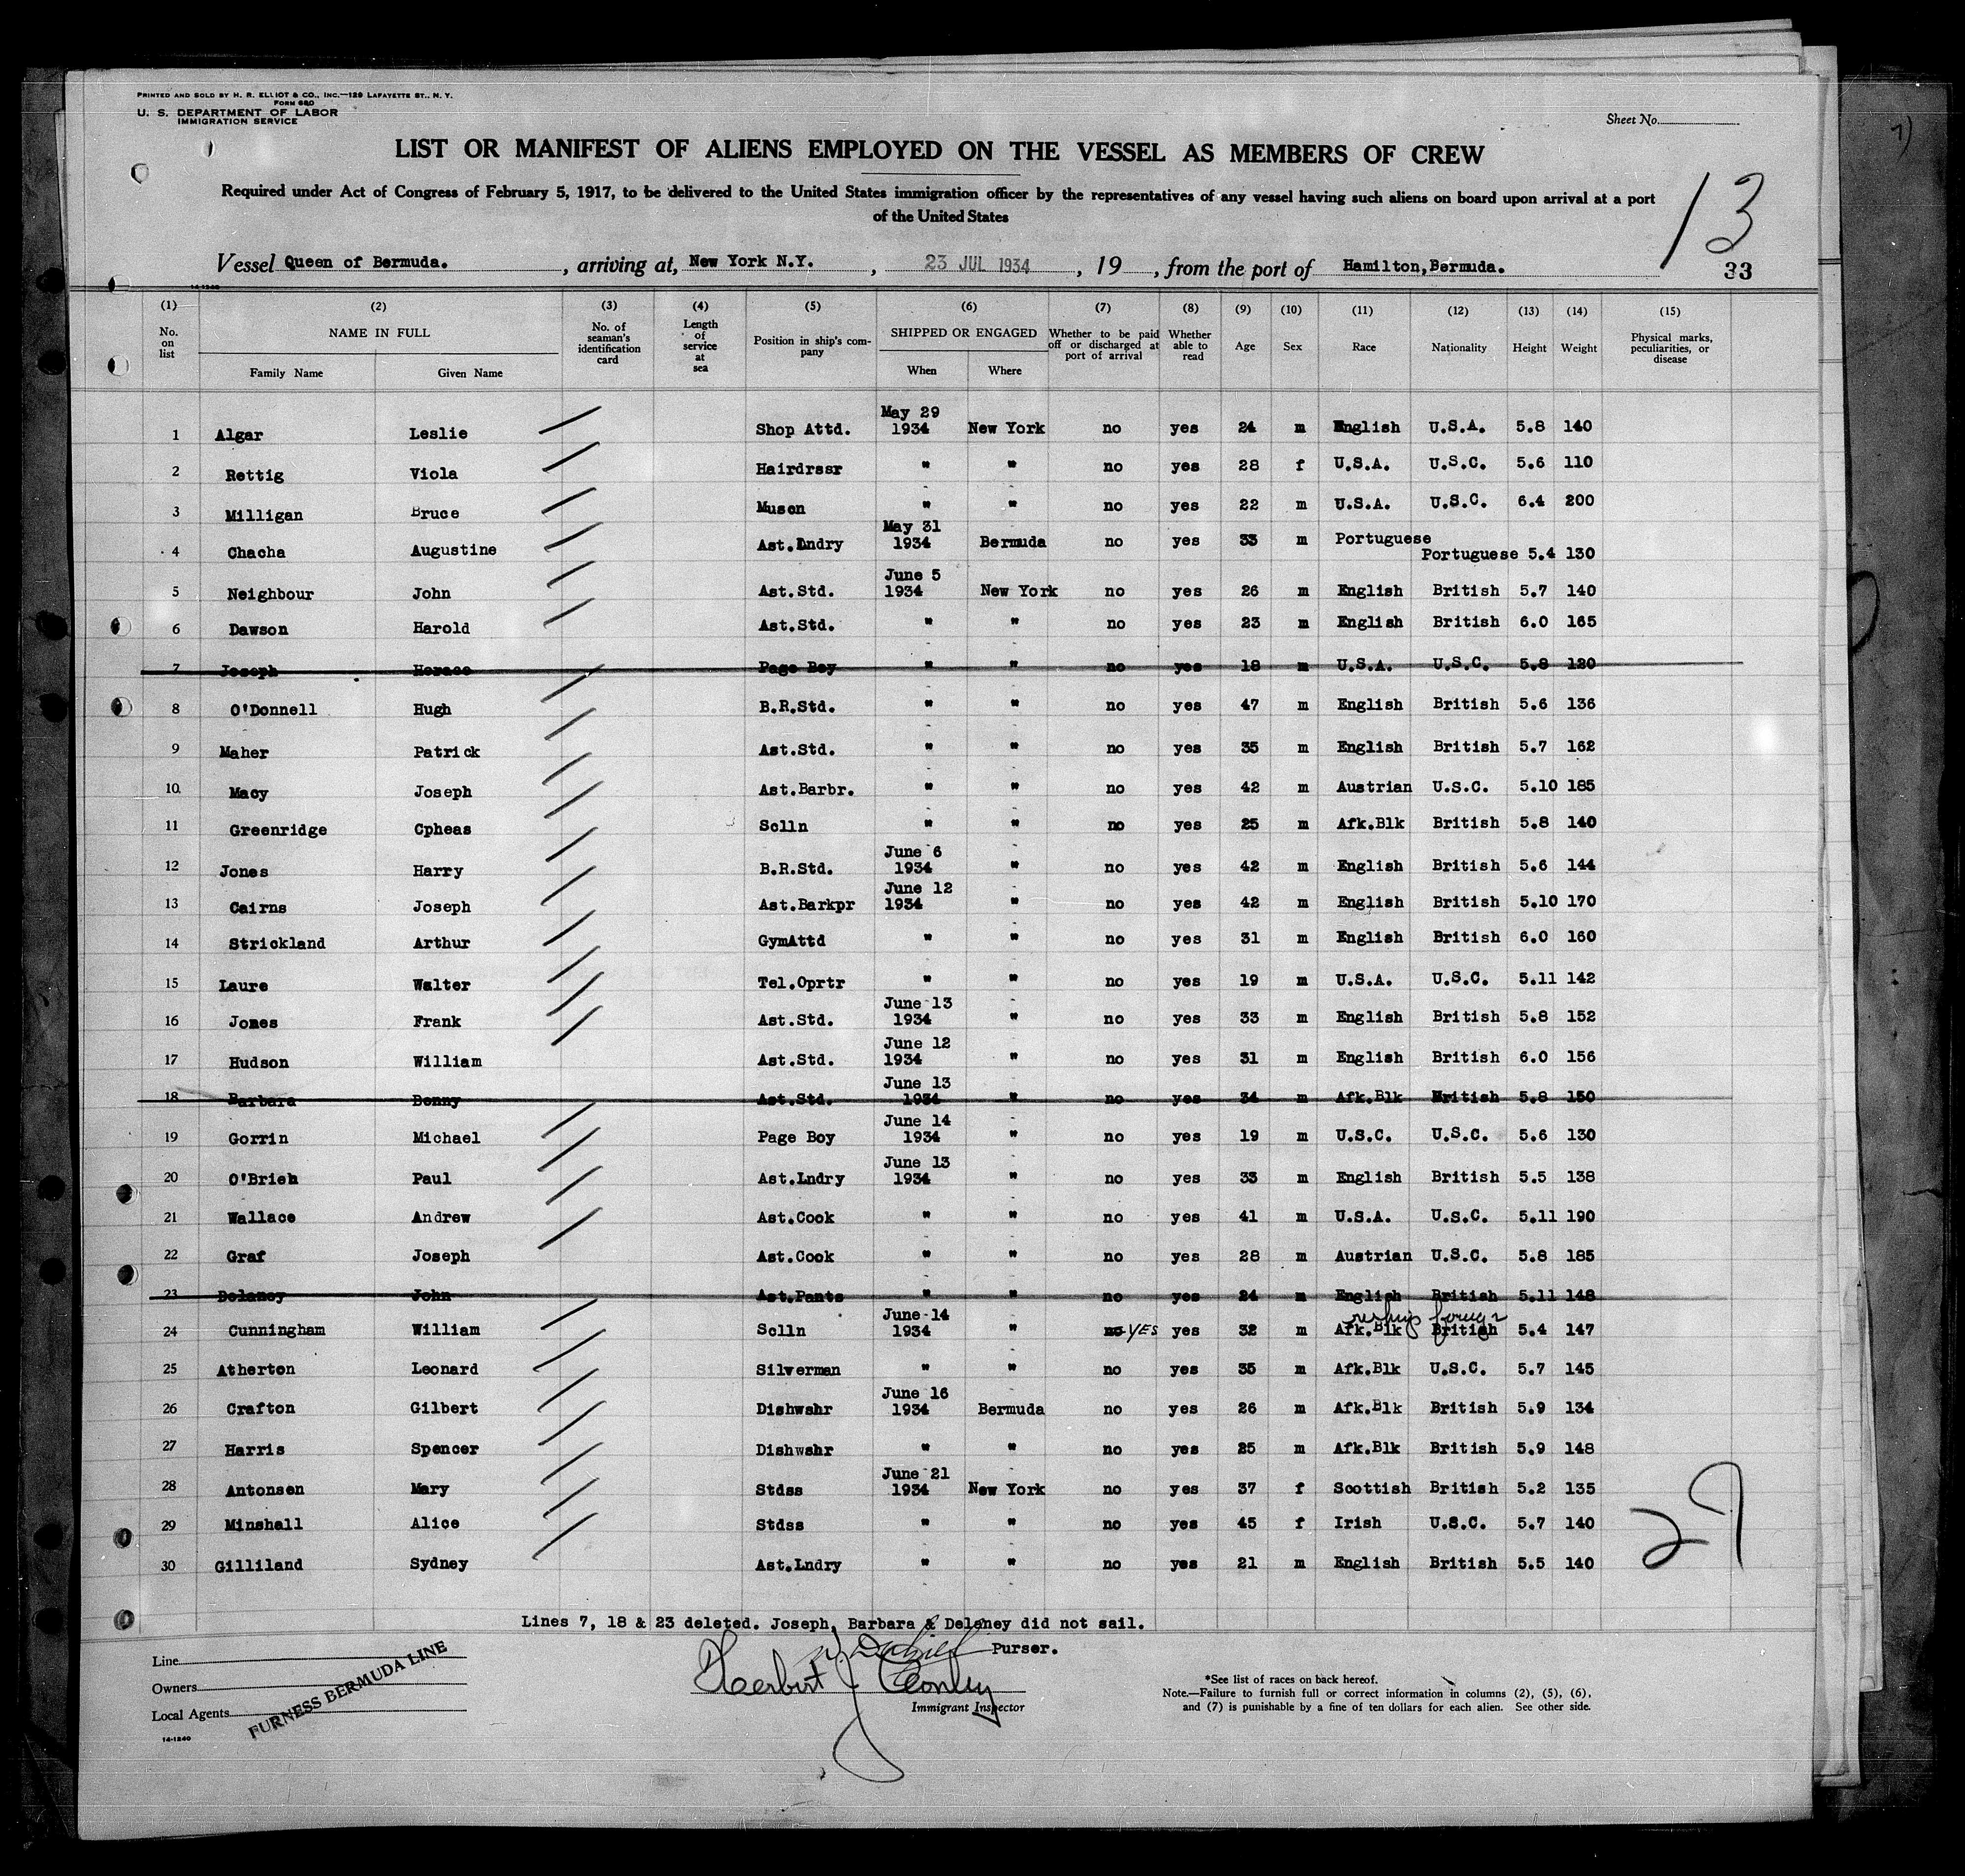 PRINTED AND SOLD BY H. R. ELLIOT & CO., INC.—129 LAFAYETTE ST., N. Y.
FORM 680
U. S. DEPARTMENT OF LABOR
IMMIGRATION SERVICE
Sheet No.
LIST OR MANIFEST OF ALIENS EMPLOYED ON THE VESSEL AS MEMBERS OF CREW
Required under Act of Congress of February 5, 1917, to be delivered to the United States immigration officer by the representatives of any vessel having such aliens on board upon arrival at a port
of the United States
13
Vessel Queen of Bermuda. , arriving at, New York N.Y. , 23 JUL 1934 , 19 , from the port of Hamilton,Bermuda. 33
14-1240
(1) (2) (3) (4) (5) (6) (7) (8) (9) (10) (11) (12) (13) (14) (15)
No. on list NAME IN FULL Family Name Given Name No. of seaman's identification card Length of service at sea Position in ship's company SHIPPED OR ENGAGED When Where Whether to be paid off or discharged at port of arrival Whether able to read Age Sex Race Nationality Height Weight Physical marks, peculiarities, or disease
1 Algar Leslie Shop Attd. May 29 1934 New York no yes 24 m English U.S.A. 5.8 140
2 Rettig Viola Hairdrssr " " no yes 28 f U.S.A. U.S.C. 5.6 110
3 Milligan Bruce Muscn " " no yes 22 m U.S.A. U.S.C. 6.4 200
4 Chacha Augustine Ast.Lndry May 31 1934 Bermuda no yes 33 m Portuguese Portuguese 5.4 130
5 Neighbour John Ast.Std. June 5 1934 New York no yes 26 m English British 5.7 140
6 Dawson Harold Ast.Std. " " no yes 23 m English British 6.0 165
7 Joseph Horace Page Boy " " no yes 18 m U.S.A. U.S.C. 5.8 120
8 O'Donnell Hugh B.R.Std. " " no yes 47 m English British 5.6 136
9 Maher Patrick Ast.Std. " " no yes 35 m English British 5.7 162
10 Macy Joseph Ast.Barbr. " " no yes 42 m Austrian U.S.C. 5.10 185
11 Greenridge Cpheas Sclln " " no yes 25 m Afk.Blk British 5.8 140
12 Jones Harry B.R.Std. June 6 1934 " no yes 42 m English British 5.6 144
13 Cairns Joseph Ast.Barkpr June 12 1934 " no yes 42 m English British 5.10 170
14 Strickland Arthur GymAttd " " no yes 31 m English British 6.0 160
15 Laure Walter Tel.Oprtr " " no yes 19 m U.S.A. U.S.C. 5.11 142
16 Jones Frank Ast.Std. June 13 1934 " no yes 33 m English British 5.8 152
17 Hudson William Ast.Std. June 12 1934 " no yes 31 m English British 6.0 156
18 Barbara Benny Ast.Std. June 13 1934 " no yes 34 m Afk.Blk British 5.8 150
19 Gorrin Michael Page Boy June 14 1934 " no yes 19 m U.S.C. U.S.C. 5.6 130
20 O'Brien Paul Ast.Lndry June 13 1934 " no yes 33 m English British 5.5 138
21 Wallace Andrew Ast.Cook " " no yes 41 m U.S.A. U.S.C. 5.11 190
22 Graf Joseph Ast.Cook " " no yes 28 m Austrian U.S.C. 5.8 185
23 Delaney John Ast.Pants " " no yes 24 m English British 5.11 148
24 Cunningham William Sclln June 14 1934 " no YES yes 32 m Afk.Blk British 5.4 147
25 Atherton Leonard Silverman " " no yes 35 m Afk.Blk U.S.C. 5.7 145
26 Crafton Gilbert Dishwshr June 16 1934 Bermuda no yes 26 m Afk.Blk British 5.9 134
27 Harris Spencer Dishwshr " " no yes 25 m Afk.Blk British 5.9 148
28 Antonsen Mary Stdss June 21 1934 New York no yes 37 f Scottish British 5.2 135
29 Minshall Alice Stdss " " no yes 45 f Irish U.S.C. 5.7 140
30 Gilliland Sydney Ast.Lndry " " no yes 21 m English British 5.5 140
27
Lines 7, 18 & 23 deleted. Joseph, Barbara & Delaney did not sail.
Purser.
Herbert J. Conley
Immigrant Inspector
Line
Owners
Local Agents
FURNESS BERMUDA LINE
14-1240
*See list of races on back hereof.
Note.—Failure to furnish full or correct information in columns (2), (5), (6),
and (7) is punishable by a fine of ten dollars for each alien. See other side.